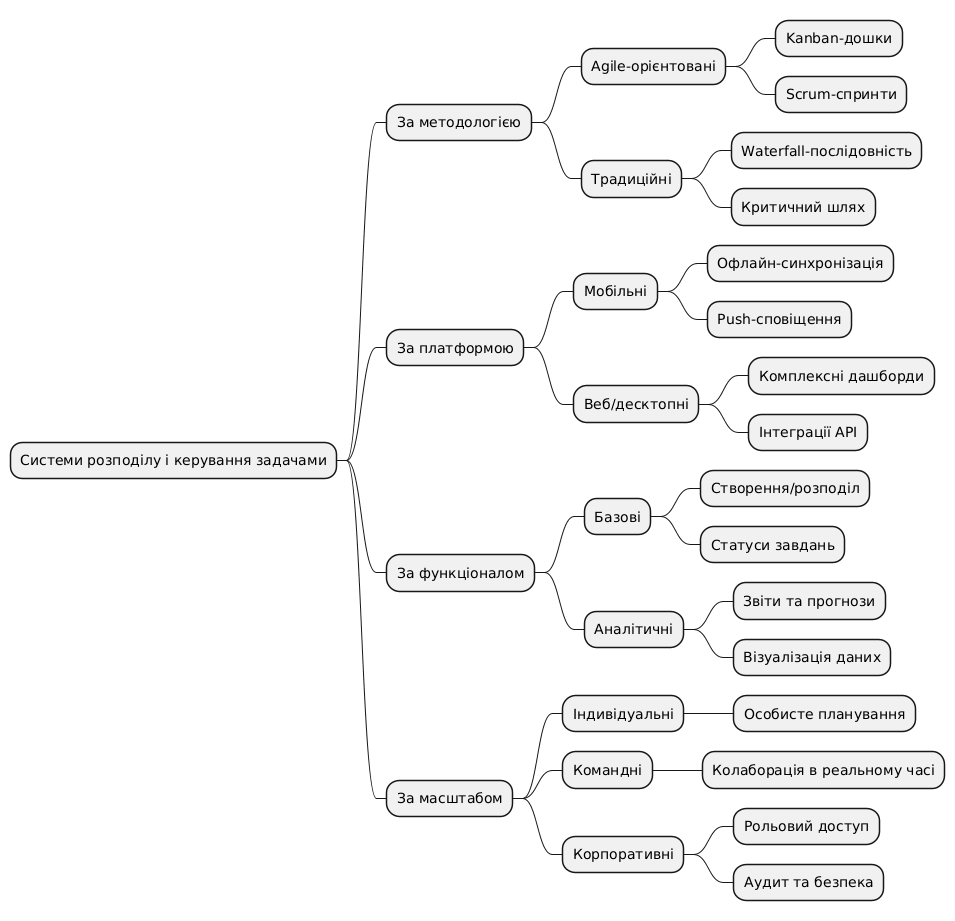 Системи розподілу і керування задачами
За методологією
Agile-орієнтовані
Kanban-дошки
Scrum-спринти
Традиційні
Waterfall-послідовність
Критичний шлях
За платформою
Мобільні
Офлайн-синхронізація
Push-сповіщення
Веб/десктопні
Комплексні дашборди
Інтеграції API
За функціоналом
Базові
Створення/розподіл
Статуси завдань
Аналітичні
Звіти та прогнози
Візуалізація даних
За масштабом
Індивідуальні
Особисте планування
Командні
Колаборація в реальному часі
Корпоративні
Рольовий доступ
Аудит та безпека